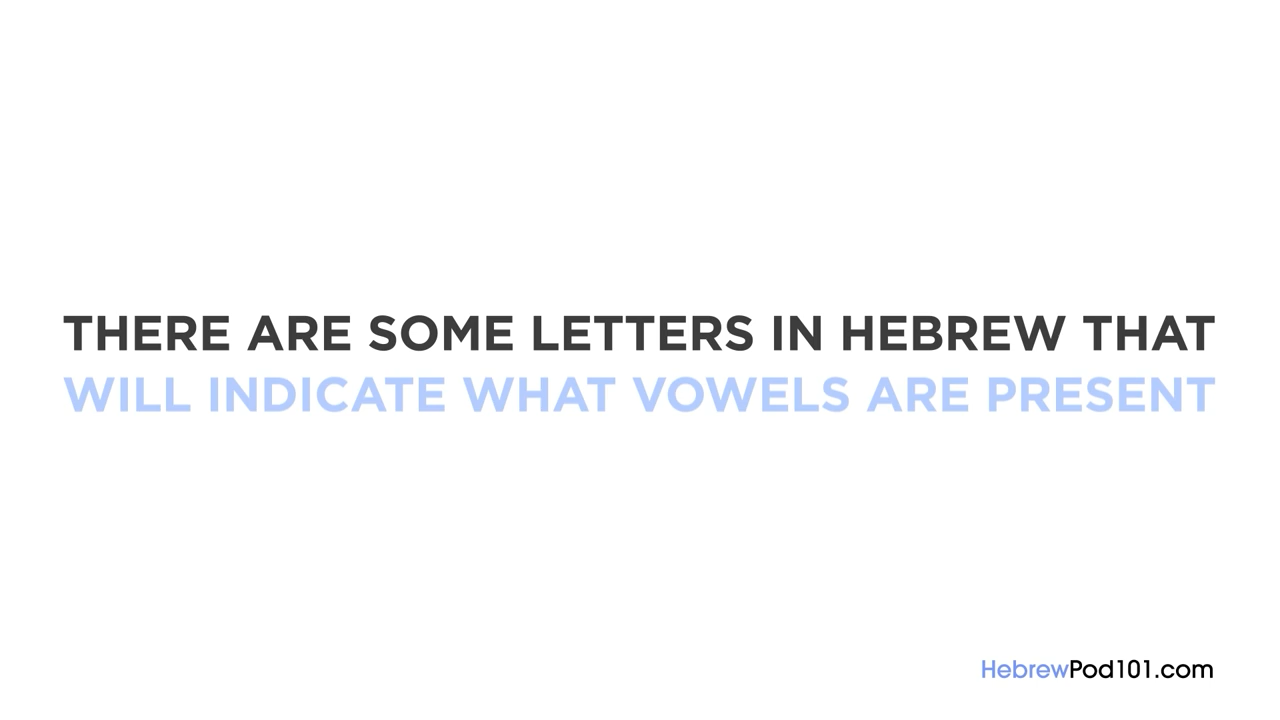 THERE ARE SOME LETTERS IN HEBREW THAT
WILL INDICATE WHAT VOWELS ARE PRESENT
HebrewPod101.com